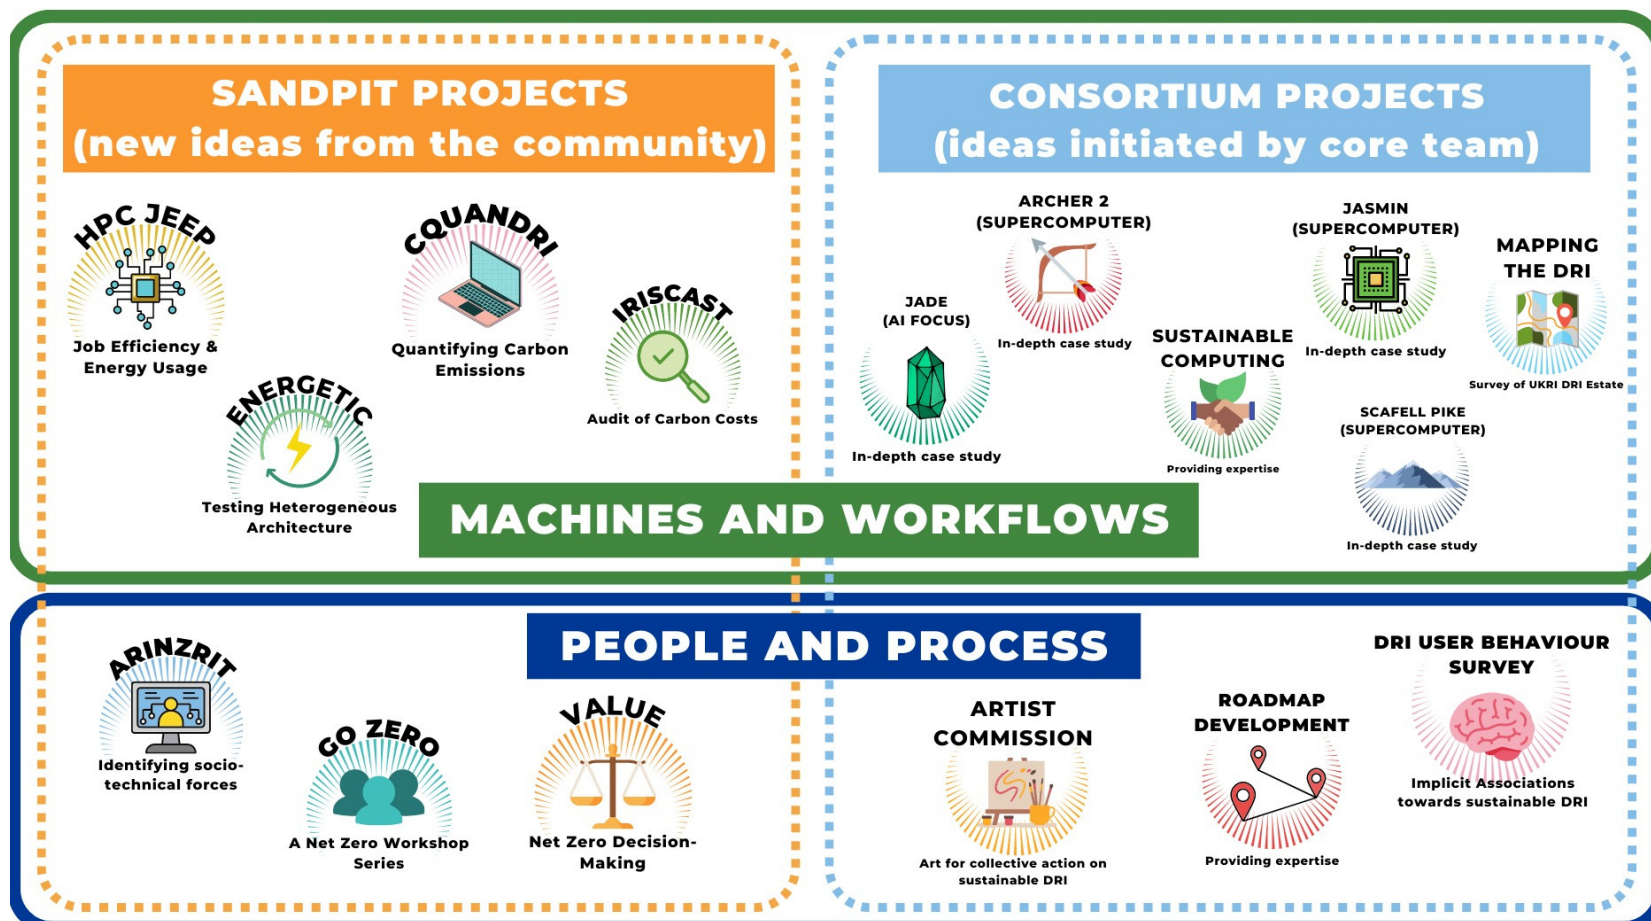 SANDPIT PROJECTS
(new ideas from the community)
CONSORTIUM PROJECTS
(ideas initiated by core team)
HPC JEEP
Job Efficiency &
Energy Usage
CQUANDRI
Quantifying Carbon
Emissions
IRISCAST
Audit of Carbon Costs
ENERGETIC
Testing Heterogeneous
Architecture
JADE
(AI FOCUS)
In-depth case study
ARCHER 2
(SUPERCOMPUTER)
In-depth case study
SUSTAINABLE
COMPUTING
Providing expertise
JASMIN
(SUPERCOMPUTER)
In-depth case study
MAPPING
THE DRI
Survey of UKRI DRI Estate
SCAFELL PIKE
(SUPERCOMPUTER)
In-depth case study
MACHINES AND WORKFLOWS
PEOPLE AND PROCESS
ARINZRIT
Identifying socio-
technical forces
GO ZERO
A Net Zero Workshop
Series
VALUE
Net Zero Decision-
Making
ARTIST
COMMISSION
Art for collective action on
sustainable DRI
ROADMAP
DEVELOPMENT
Providing expertise
DRI USER BEHAVIOUR
SURVEY
Implicit Associations
towards sustainable DRI